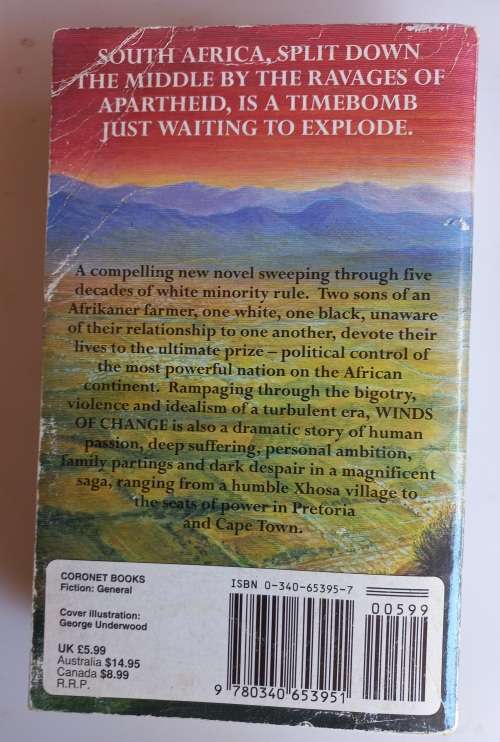 SOUTH AFRICA, SPLIT DOWN
THE MIDDLE BY THE RAVAGES OF
APARTHEID, IS A TIMEBOMB
JUST WAITING TO EXPLODE.
A compelling new novel sweeping through five
decades of white minority rule. Two sons of an
Afrikaner farmer, one white, one black, unaware
of their relationship to one another, devote their
lives to the ultimate prize – political control of
the most powerful nation on the African
continent. Rampaging through the bigotry,
violence and idealism of a turbulent era, WINDS
OF CHANGE is also a dramatic story of human
passion, deep suffering, personal ambition,
family partings and dark despair in a magnificent
saga, ranging from a humble Xhosa village to
the seats of power in Pretoria
and Cape Town.
CORONET BOOKS
Fiction: General
Cover illustration:
George Underwood
UK £5.99
Australia $14.95
Canada $8.99
R.R.P.
ISBN 0-340-65395-7
00599
9 780340 653951